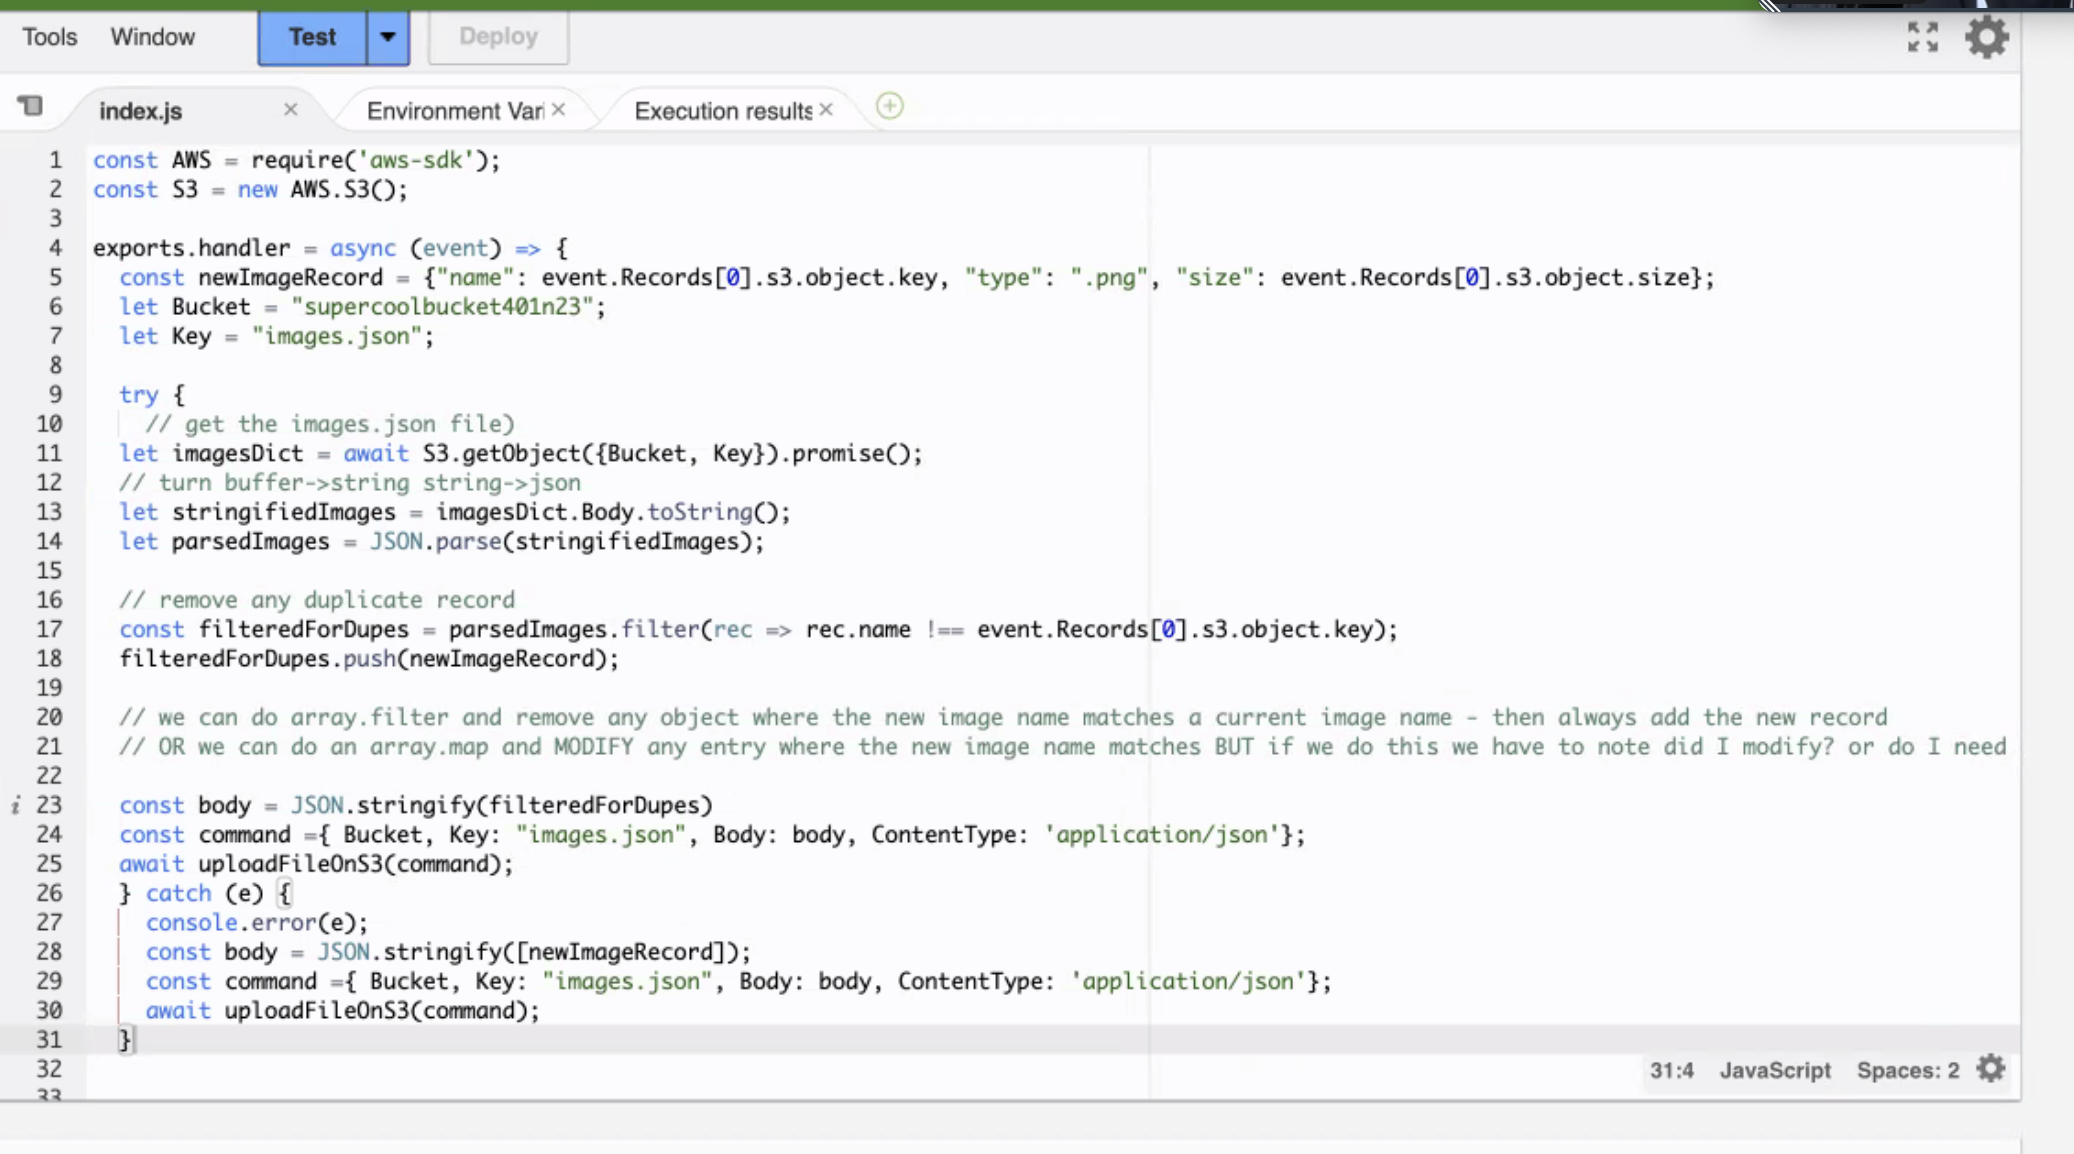 Tools Window Test Deploy
index.js Environment Vari Execution results
1 const AWS = require('aws-sdk');
2 const S3 = new AWS.S3();
3
4 exports.handler = async (event) => {
5 const newImageRecord = {"name": event.Records[0].s3.object.key, "type": ".png", "size": event.Records[0].s3.object.size};
6 let Bucket = "supercoolbucket401n23";
7 let Key = "images.json";
8
9 try {
10 // get the images.json file)
11 let imagesDict = await S3.getObject({Bucket, Key}).promise();
12 // turn buffer->string string->json
13 let stringifiedImages = imagesDict.Body.toString();
14 let parsedImages = JSON.parse(stringifiedImages);
15
16 // remove any duplicate record
17 const filteredForDupes = parsedImages.filter(rec => rec.name !== event.Records[0].s3.object.key);
18 filteredForDupes.push(newImageRecord);
19
20 // we can do array.filter and remove any object where the new image name matches a current image name - then always add the new record
21 // OR we can do an array.map and MODIFY any entry where the new image name matches BUT if we do this we have to note did I modify? or do I need
22
i 23 const body = JSON.stringify(filteredForDupes)
24 const command ={ Bucket, Key: "images.json", Body: body, ContentType: 'application/json'};
25 await uploadFileOnS3(command);
26 } catch (e) {
27 console.error(e);
28 const body = JSON.stringify([newImageRecord]);
29 const command ={ Bucket, Key: "images.json", Body: body, ContentType: 'application/json'};
30 await uploadFileOnS3(command);
31 }
32
33
31:4 JavaScript Spaces: 2